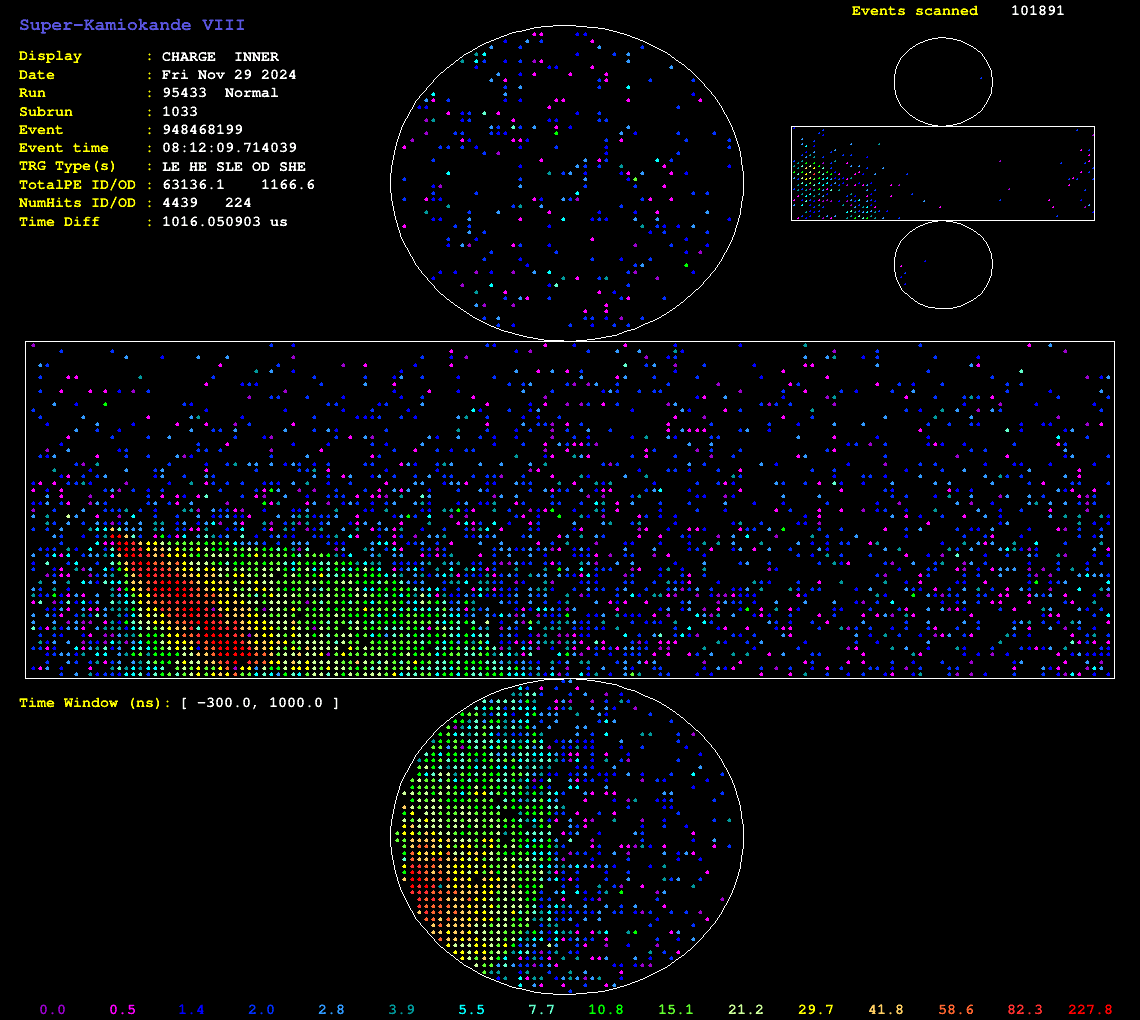 Super-Kamiokande VIII
Events scanned 101891
Display : CHARGE INNER
Date : Fri Nov 29 2024
Run : 95433 Normal
Subrun : 1033
Event : 948468199
Event time : 08:12:09.714039
TRG Type(s) : LE HE SLE OD SHE
TotalPE ID/OD : 63136.1 1166.6
NumHits ID/OD : 4439 224
Time Diff : 1016.050903 us
Time Window (ns): [ -300.0, 1000.0 ]
0.0 0.5 1.4 2.0 2.8 3.9 5.5 7.7 10.8 15.1 21.2 29.7 41.8 58.6 82.3 227.8